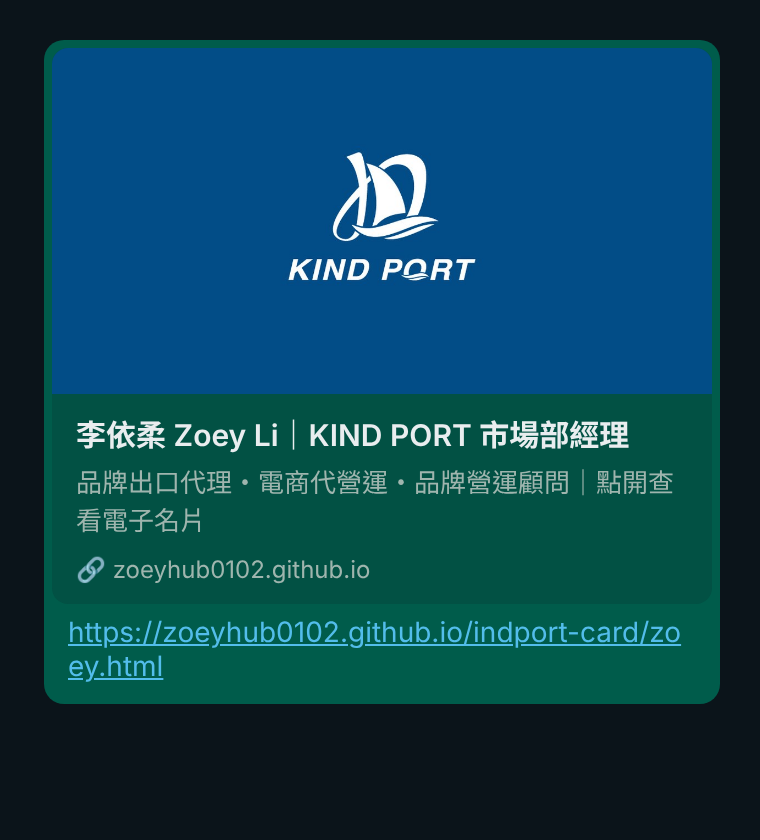 KIND PORT
李依柔 Zoey Li｜KIND PORT 市場部經理
品牌出口代理・電商代營運・品牌營運顧問｜點開查
看電子名片
zoeyhub0102.github.io
https://zoeyhub0102.github.io/indport-card/zo
ey.html